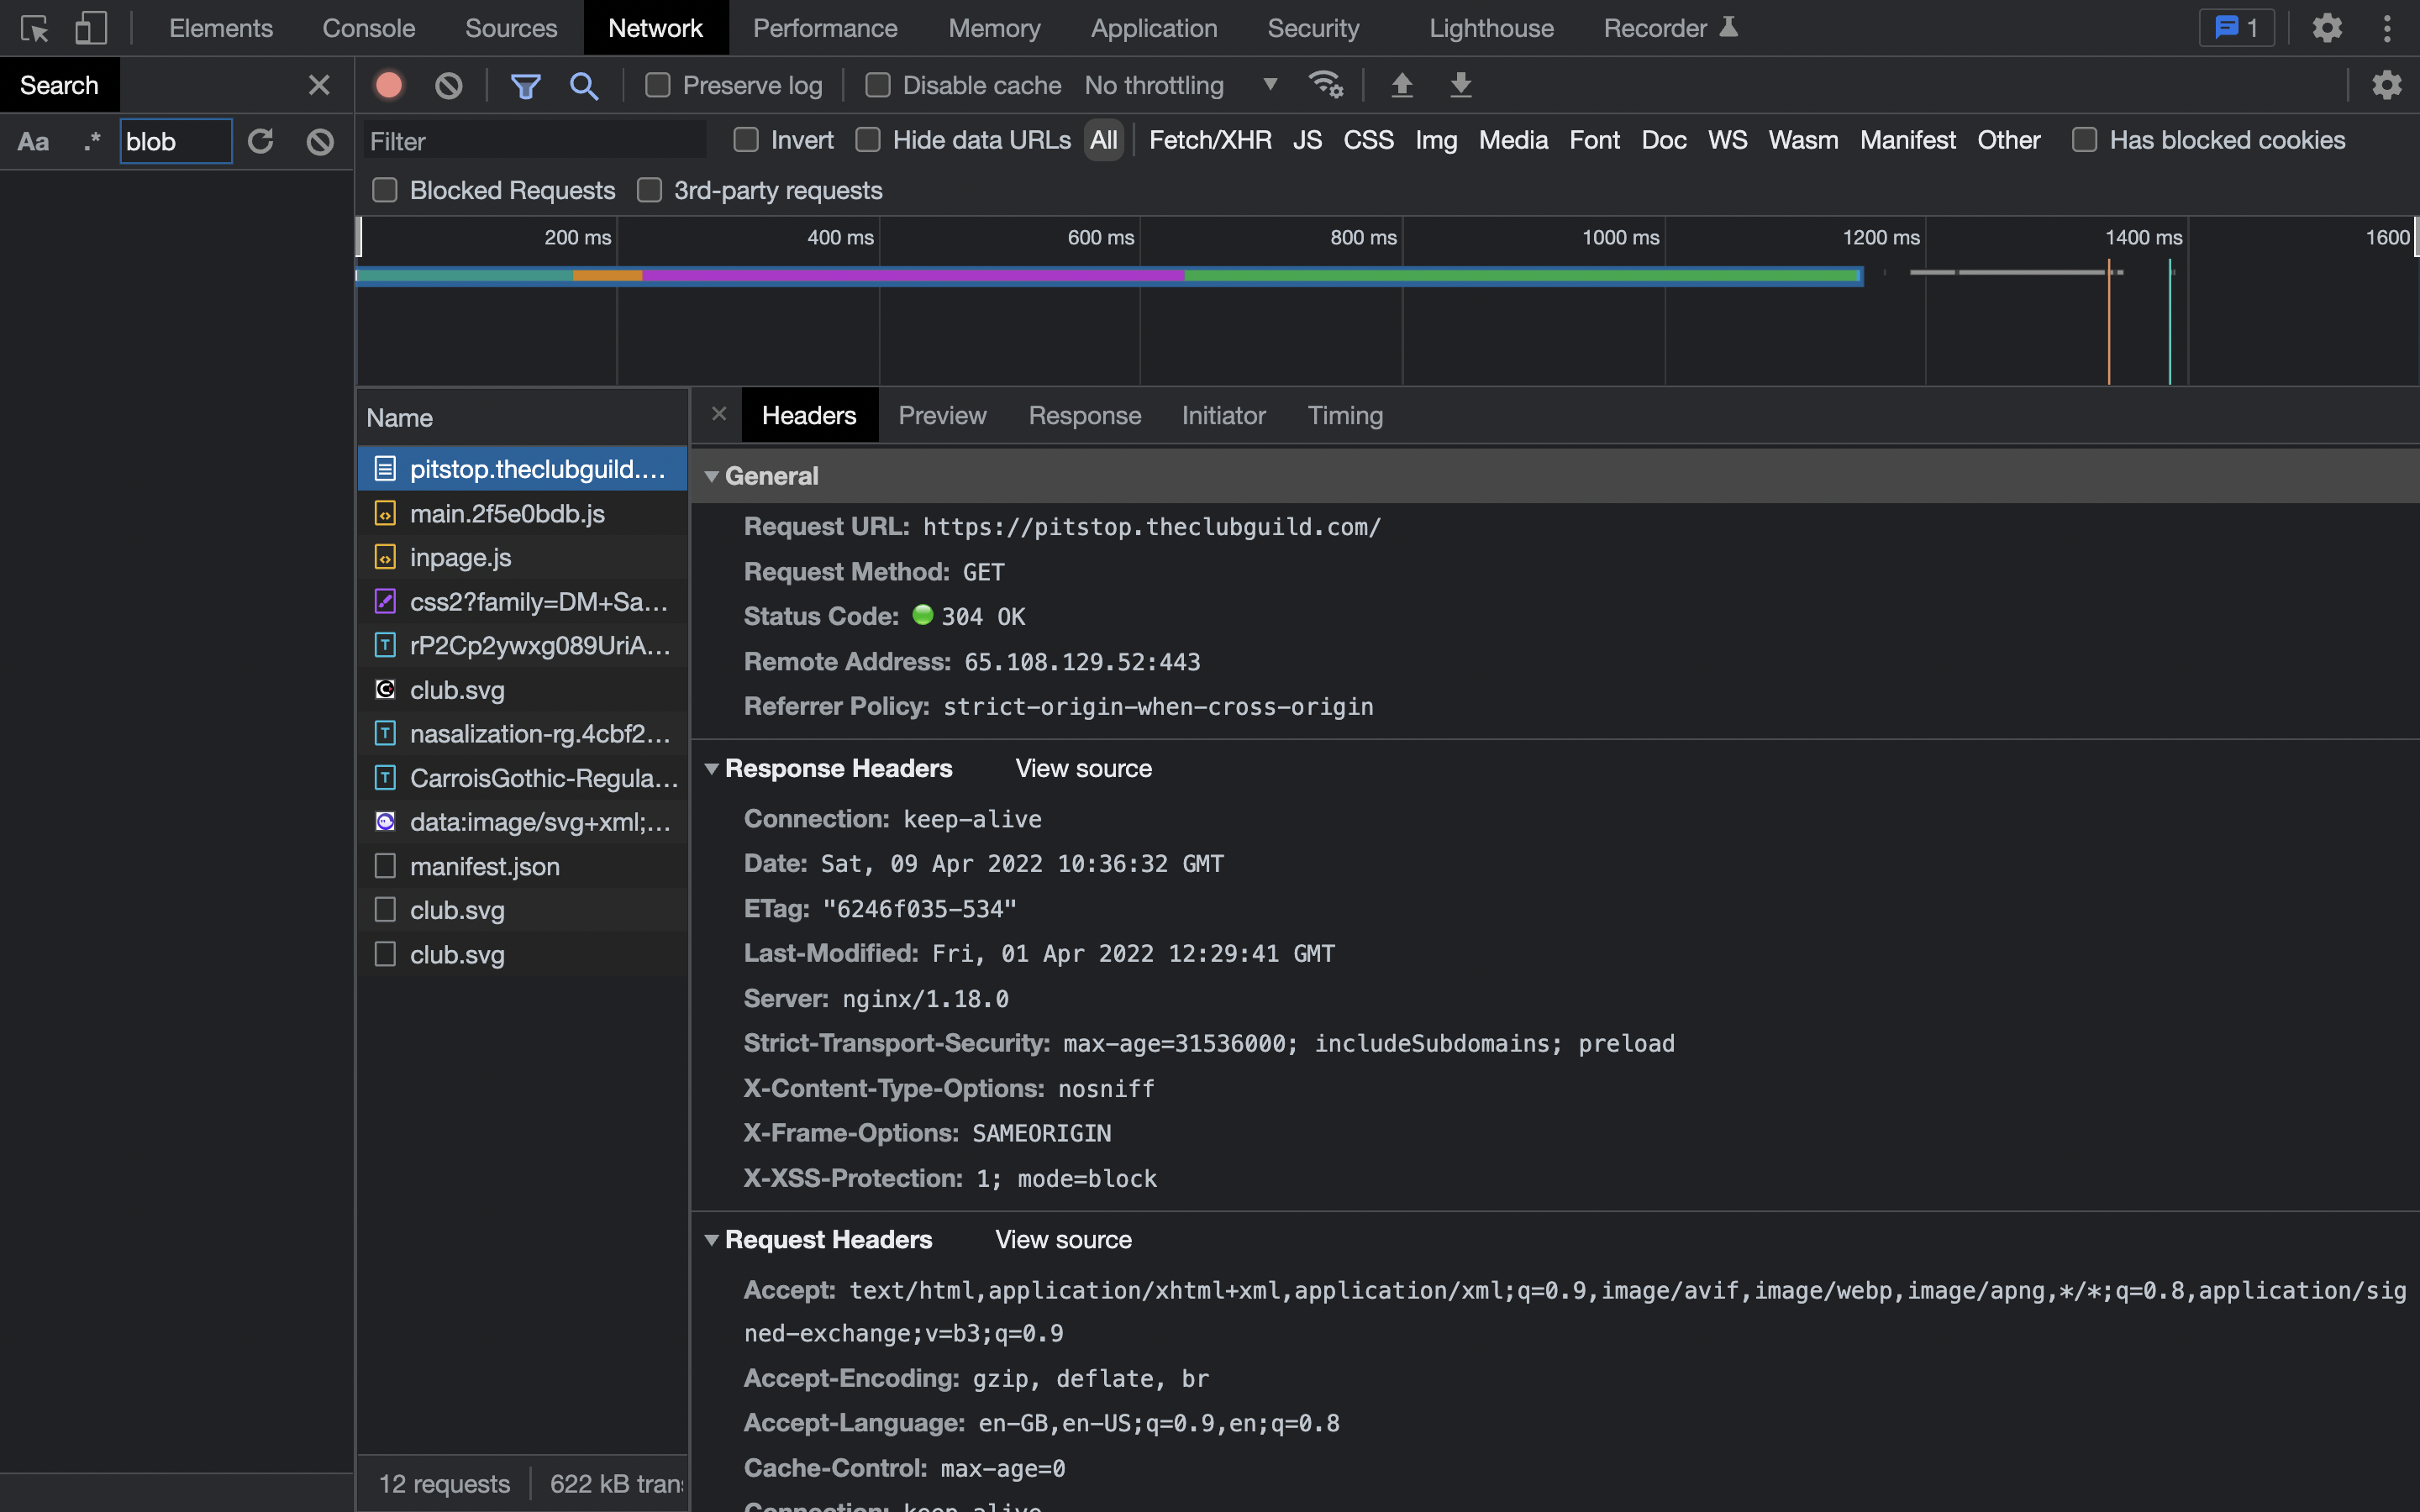 Elements Console Sources Network Performance Memory Application Security Lighthouse Recorder 1
Search
Preserve log Disable cache No throttling
Aa .* blob
Filter Invert Hide data URLs All Fetch/XHR JS CSS Img Media Font Doc WS Wasm Manifest Other Has blocked cookies
Blocked Requests 3rd-party requests
200 ms 400 ms 600 ms 800 ms 1000 ms 1200 ms 1400 ms 1600
Name
pitstop.theclubguild.…
main.2f5e0bdb.js
inpage.js
css2?family=DM+Sa…
rP2Cp2ywxg089UriA…
club.svg
nasalization-rg.4cbf2…
CarroisGothic-Regula…
data:image/svg+xml;…
manifest.json
club.svg
club.svg
12 requests 622 kB tran
Headers Preview Response Initiator Timing
General
Request URL: https://pitstop.theclubguild.com/
Request Method: GET
Status Code: 304 OK
Remote Address: 65.108.129.52:443
Referrer Policy: strict-origin-when-cross-origin
Response Headers View source
Connection: keep-alive
Date: Sat, 09 Apr 2022 10:36:32 GMT
ETag: "6246f035-534"
Last-Modified: Fri, 01 Apr 2022 12:29:41 GMT
Server: nginx/1.18.0
Strict-Transport-Security: max-age=31536000; includeSubdomains; preload
X-Content-Type-Options: nosniff
X-Frame-Options: SAMEORIGIN
X-XSS-Protection: 1; mode=block
Request Headers View source
Accept: text/html,application/xhtml+xml,application/xml;q=0.9,image/avif,image/webp,image/apng,*/*;q=0.8,application/sig
ned-exchange;v=b3;q=0.9
Accept-Encoding: gzip, deflate, br
Accept-Language: en-GB,en-US;q=0.9,en;q=0.8
Cache-Control: max-age=0
Connection: keep-alive